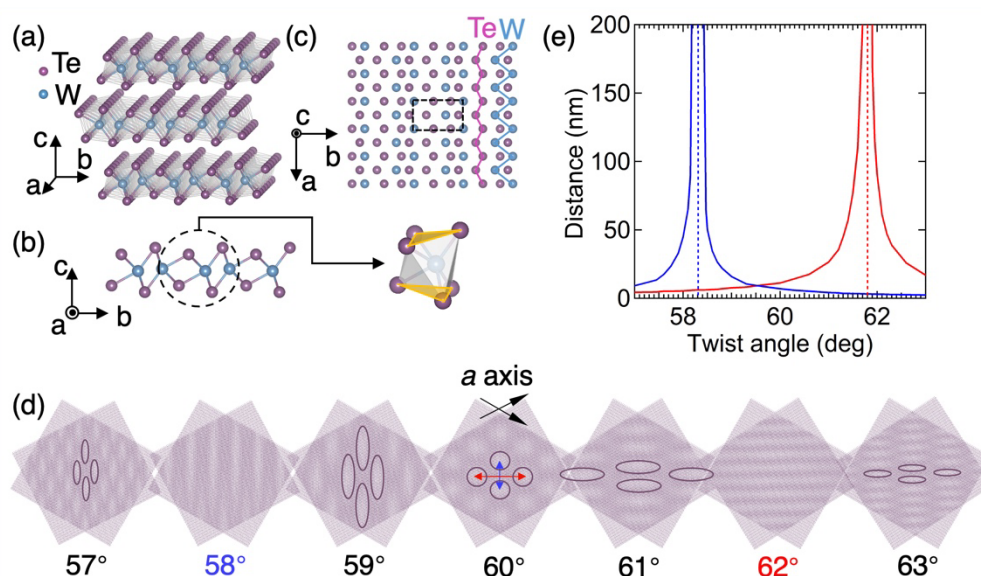 (a)
Te
W
c
b
a
(b)
c
a
b
(c)
TeW
c
b
a
(e)
Distance (nm)
200
150
100
50
0
58
60
62
Twist angle (deg)
(d)
a axis
57°
58°
59°
60°
61°
62°
63°